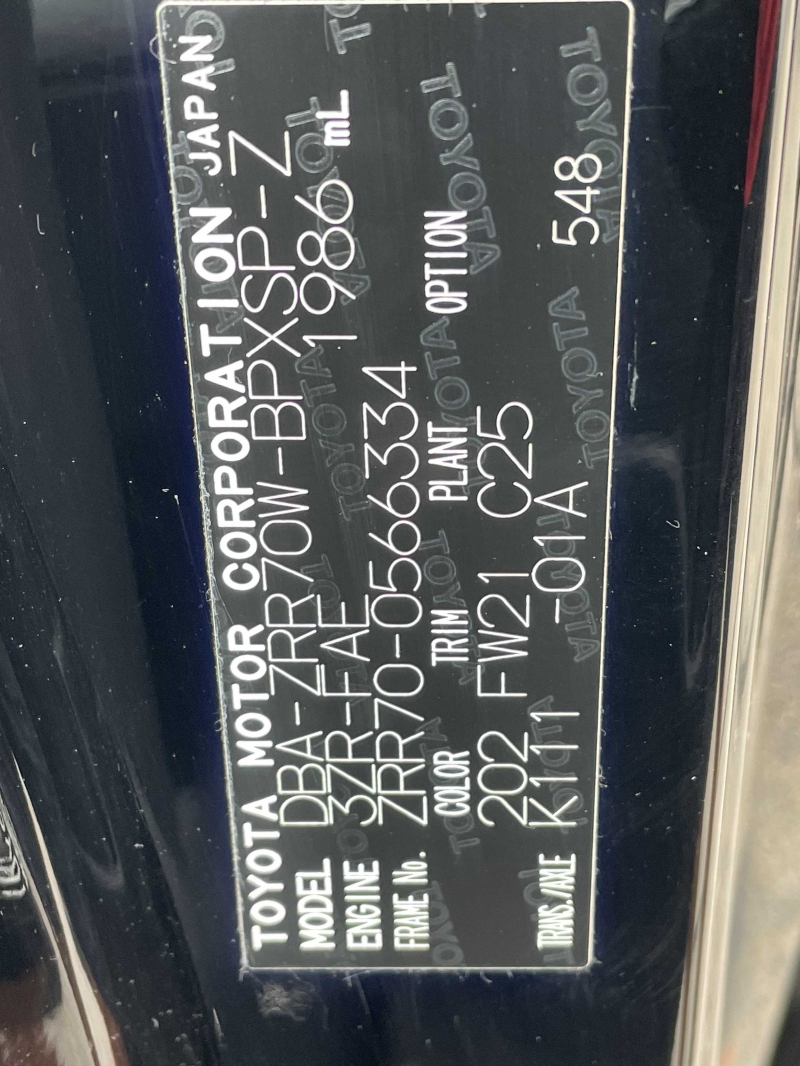 TOYOTA MOTOR CORPORATION JAPAN
MODEL DBA-ZRR70W-BPXSP-Z
ENGINE 3ZR-FAE 1986 mL
FRAME No. ZRR70-0566334
COLOR TRIM PLANT OPTION
202 FW21 C25
TRANS./AXLE K111 -01A 548